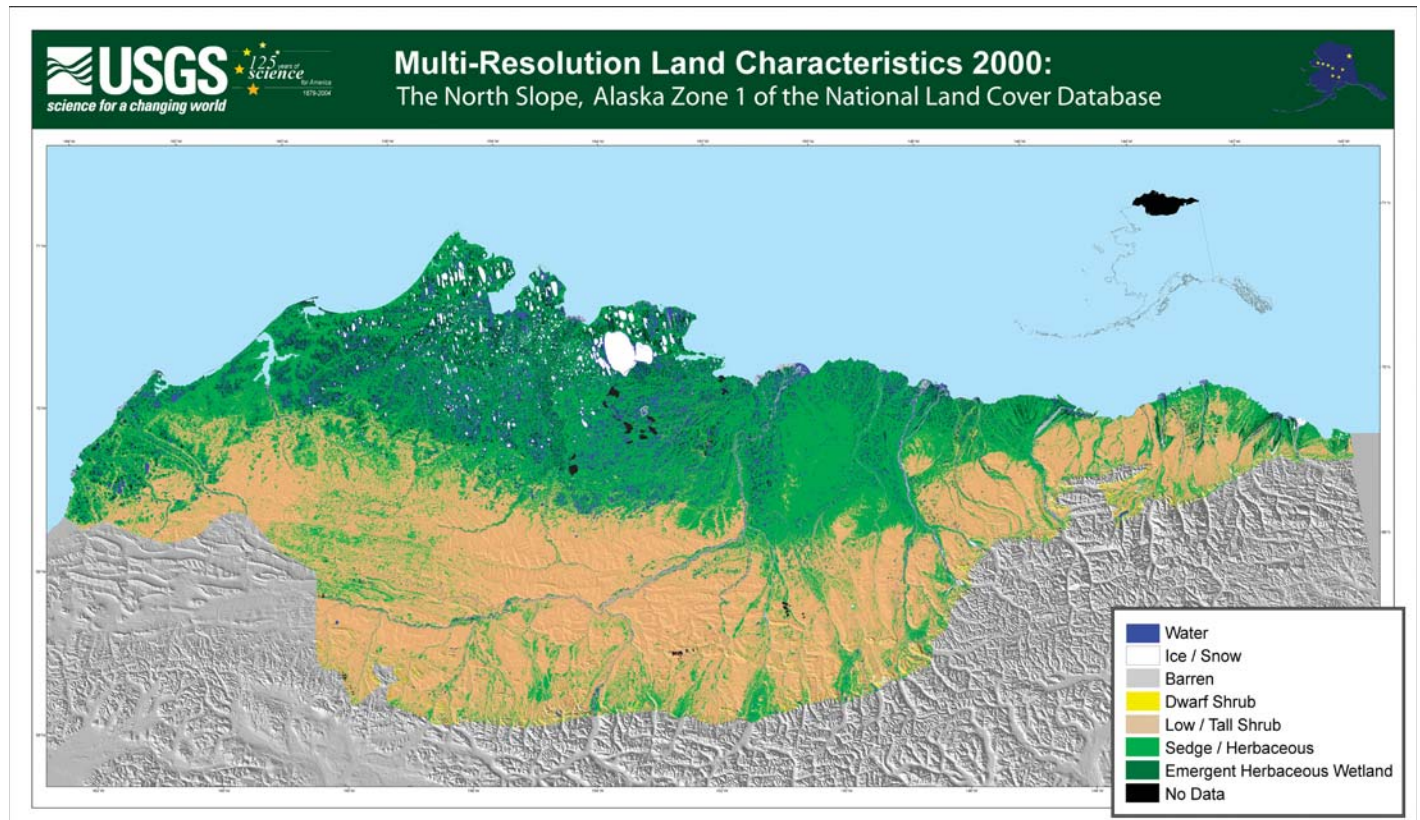 USGS
science for a changing world
125 years of
science
for America
1879-2004
Multi-Resolution Land Characteristics 2000:
The North Slope, Alaska Zone 1 of the National Land Cover Database
Water
Ice / Snow
Barren
Dwarf Shrub
Low / Tall Shrub
Sedge / Herbaceous
Emergent Herbaceous Wetland
No Data